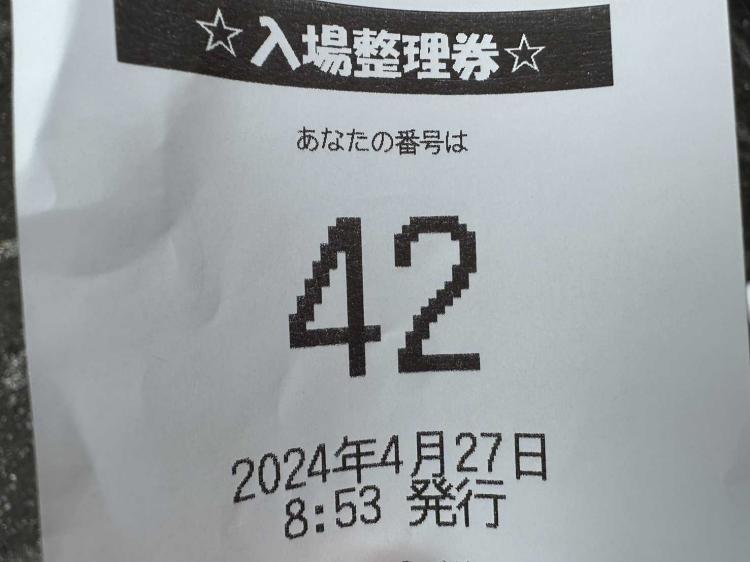 ☆入場整理券☆
あなたの番号は
42
2024年4月27日
8:53 発行